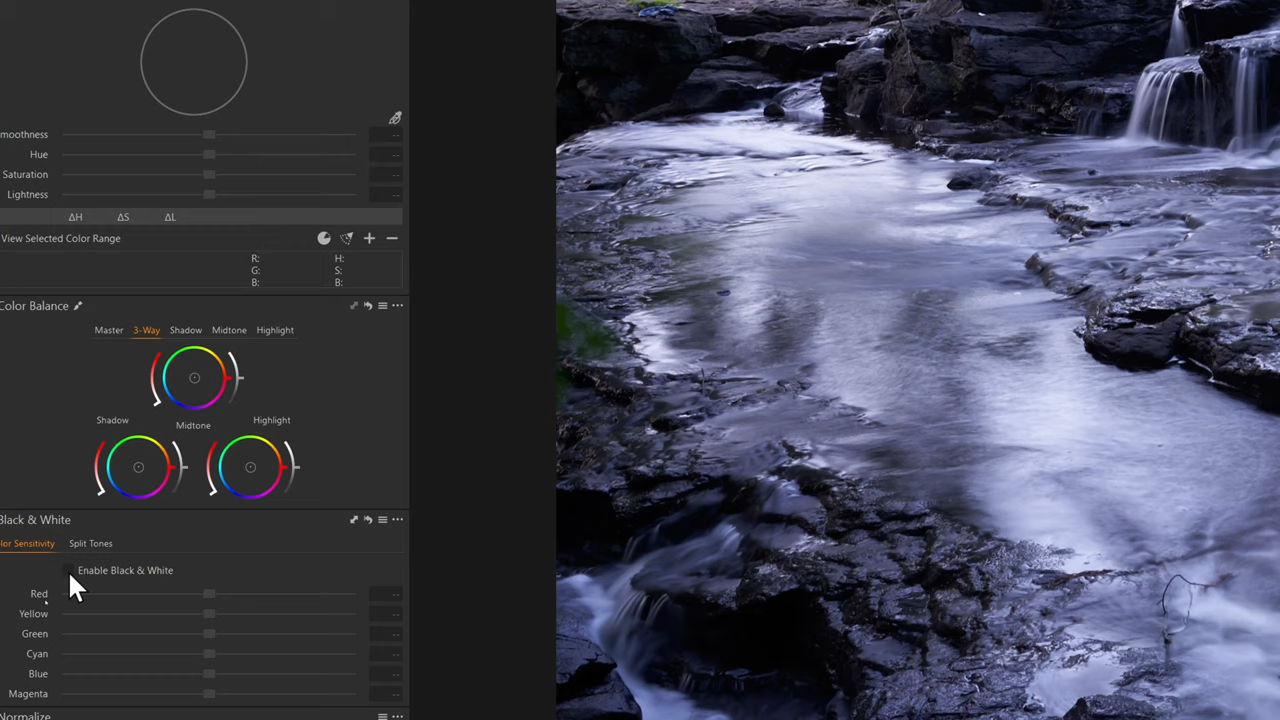 moothness
Hue
Saturation
Lightness
ΔH ΔS ΔL
View Selected Color Range
R: H:
G: S:
B: B:
Color Balance
Master 3-Way Shadow Midtone Highlight
Shadow Highlight
Midtone
Black & White
lor Sensitivity Split Tones
Enable Black & White
Red
Yellow
Green
Cyan
Blue
Magenta
Normalize